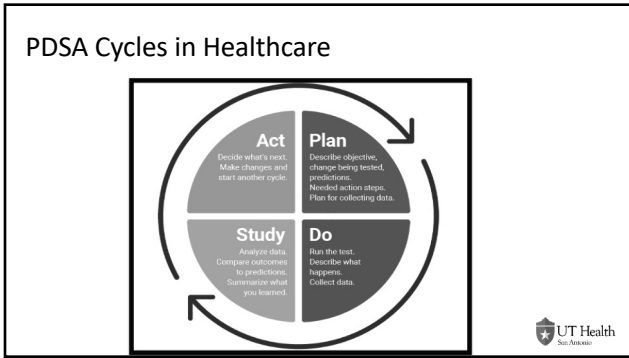 PDSA Cycles in Healthcare
Act
Decide what's next.
Make changes and
start another cycle.
Plan
Describe objective,
change being tested,
predictions.
Needed action steps.
Plan for collecting data.
Study
Analyze data.
Compare outcomes
to predictions.
Summarize what
you learned.
Do
Run the test.
Describe what
happens.
Collect data.
UT Health
San Antonio